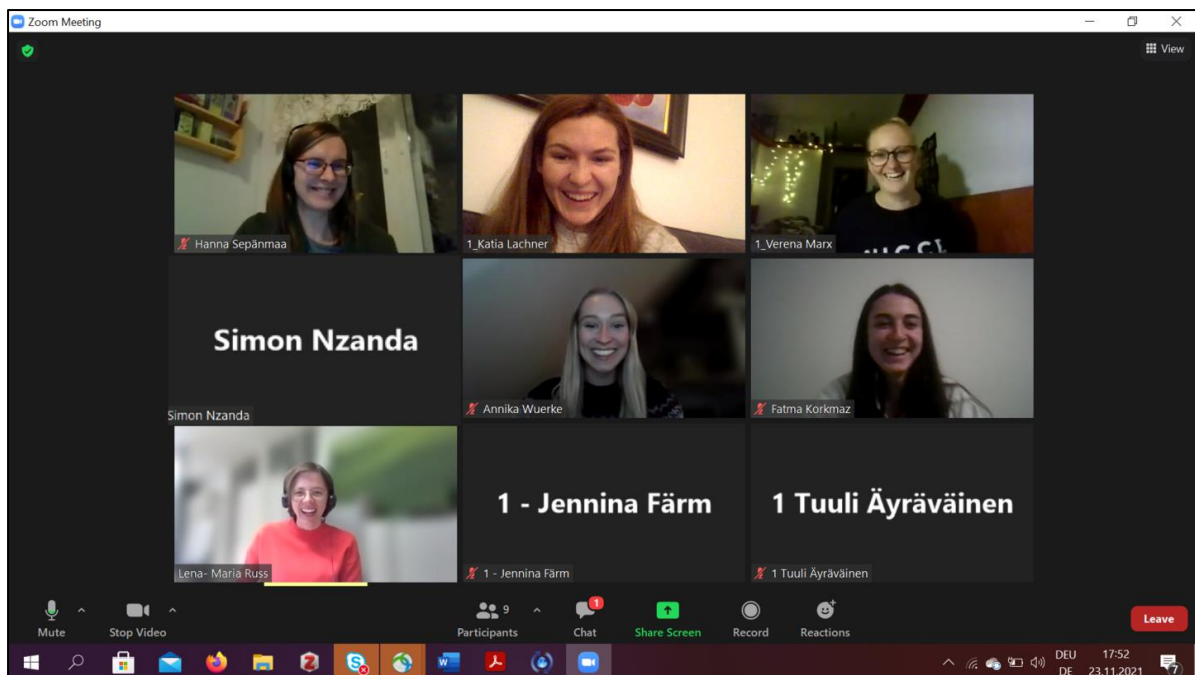 Zoom Meeting
View
Hanna Sepänmaa
1_Katia Lachner
1_Verena Marx
Simon Nzanda
Simon Nzanda
Annika Wuerke
Fatma Korkmaz
Lena- Maria Russ
1 - Jennina Färm
1 - Jennina Färm
1 Tuuli Äyräväinen
1 Tuuli Äyräväinen
Mute
Stop Video
9
Participants
1
Chat
Share Screen
Record
Reactions
Leave
Z
S
W
DEU
DE
17:52
23.11.2021
7